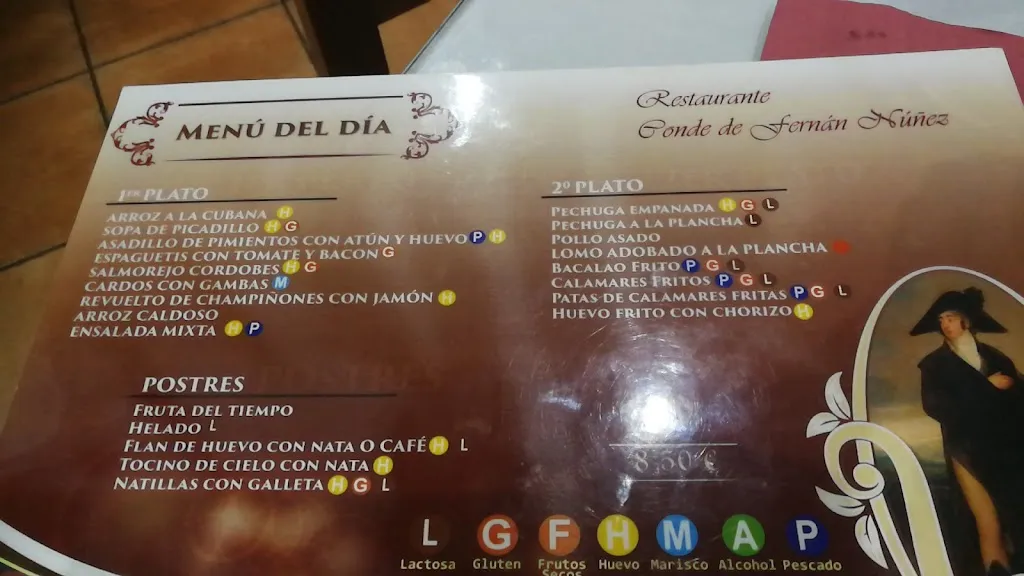 Menú del día
Restaurante
Conde de Fernán Núñez
1er Plato
Arroz a la cubana H
Sopa de picadillo H G
Asadillo de pimientos con atún y huevo P H
Espaguetis con tomate y bacon G
Salmorejo cordobes H G
Cardos con gambas M
Revuelto de champiñones con jamón H
Arroz caldoso
Ensalada mixta H P
2º Plato
Pechuga empanada H G L
Pechuga a la plancha L
Pollo asado
Lomo adobado a la plancha
Bacalao frito P G L
Calamares fritos P G L
Patas de calamares fritas P G L
Huevo frito con chorizo H
Postres
Fruta del tiempo
Helado L
Flan de huevo con nata o café H L
Tocino de cielo con nata H
Natillas con galleta H G L
8,50 €
L G F H M A P
Lactosa Gluten Frutos Secos Huevo Marisco Alcohol Pescado